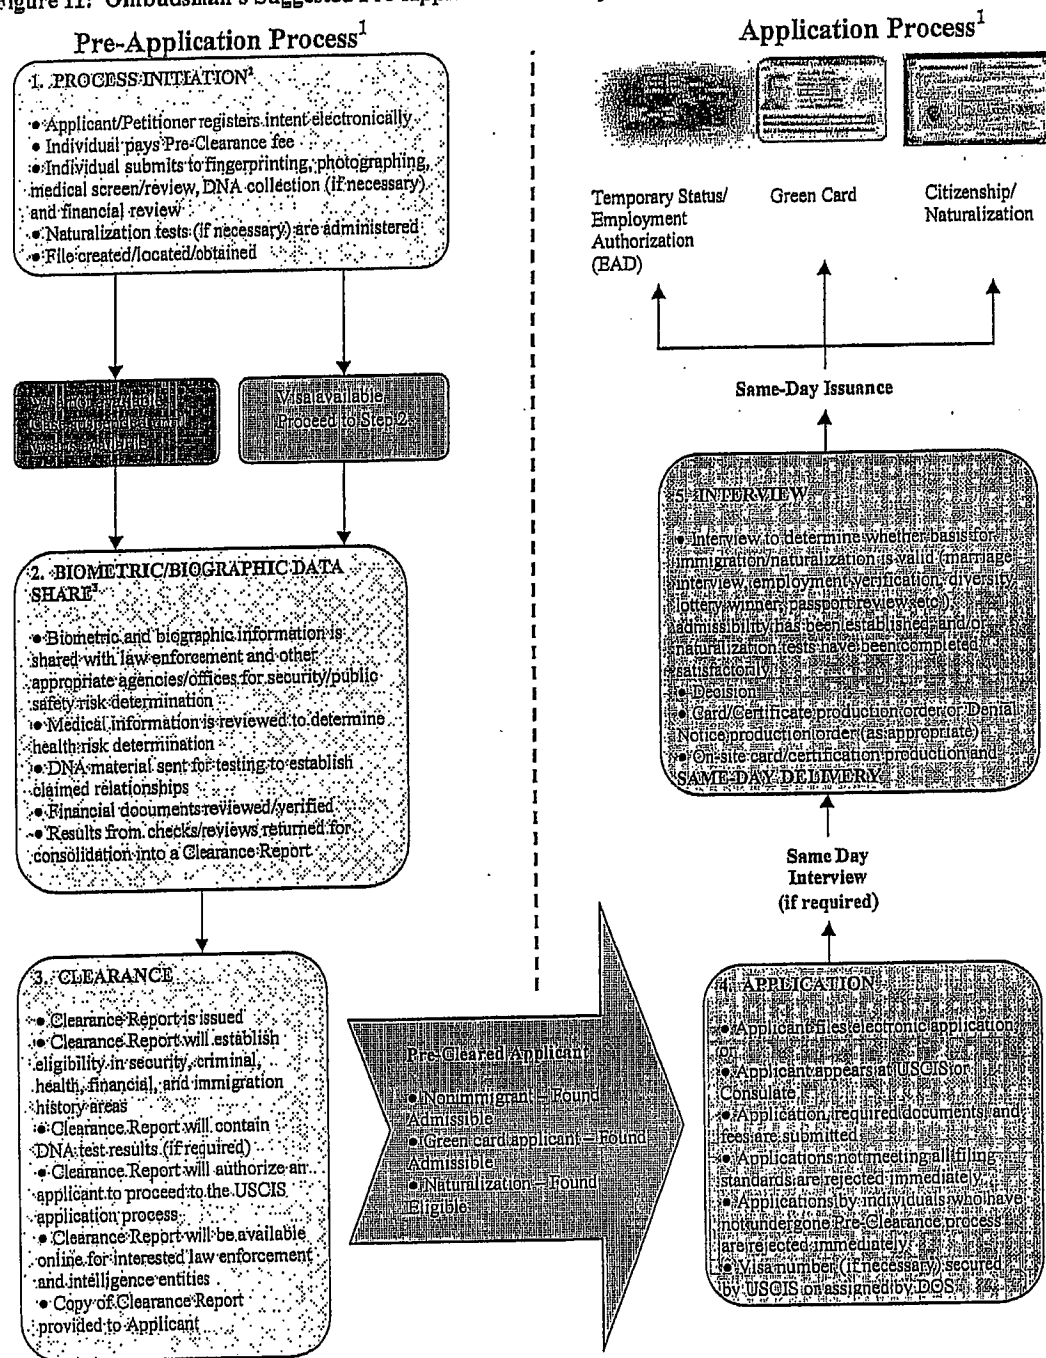 Figure 11: Ombudsman's Suggested
Pre-Application Process1
1. PROCESS INITIATION2
• Applicant/Petitioner registers intent electronically
• Individual pays Pre-Clearance fee
• Individual submits to fingerprinting, photographing,
medical screen/review, DNA collection (if necessary)
and financial review
• Naturalization tests (if necessary) are administered
• File created/located/obtained
Visa available
Proceed to Step 2
2. BIOMETRIC/BIOGRAPHIC DATA
SHARE3
• Biometric and biographic information is
shared with law enforcement and other
appropriate agencies/offices for security/public
safety risk determination
• Medical information is reviewed to determine
health risk determination
• DNA material sent for testing to establish
claimed relationships
• Financial documents reviewed/verified
• Results from checks/reviews returned for
consolidation into a Clearance Report
3. CLEARANCE
• Clearance Report is issued
• Clearance Report will establish
eligibility in security, criminal,
health, financial, and immigration
history areas
• Clearance Report will contain
DNA test results (if required)
• Clearance Report will authorize an
applicant to proceed to the USCIS
application process
• Clearance Report will be available
online for interested law enforcement
and intelligence entities
• Copy of Clearance Report
provided to Applicant
Pre-Cleared Applicant
• Nonimmigrant – Found
Admissible
• Green card applicant – Found
Admissible
• Naturalization – Found
Eligible
Application Process1
Temporary Status/
Employment
Authorization
(EAD)
Green Card
Citizenship/
Naturalization
Same-Day Issuance
5. INTERVIEW
• Interview to determine whether basis for
immigration/naturalization is valid (marriage
interview, employment verification, diversity
lottery winner, passport review, etc.),
admissibility has been established, and/or
naturalization tests have been completed
satisfactorily
• Decision
• Card/Certificate production order or Denial
Notice production order (as appropriate)
• On-site card/certification production and
SAME-DAY DELIVERY
Same Day
Interview
(if required)
4. APPLICATION
• Applicant files electronic application
or
• Applicant appears at USCIS or
Consulate
• Application, required documents, and
fees are submitted
• Applications not meeting all filing
standards are rejected immediately
• Applications by individuals who have
not undergone Pre-Clearance process
are rejected immediately
• Visa number (if necessary) secured
by USCIS or assigned by DOS